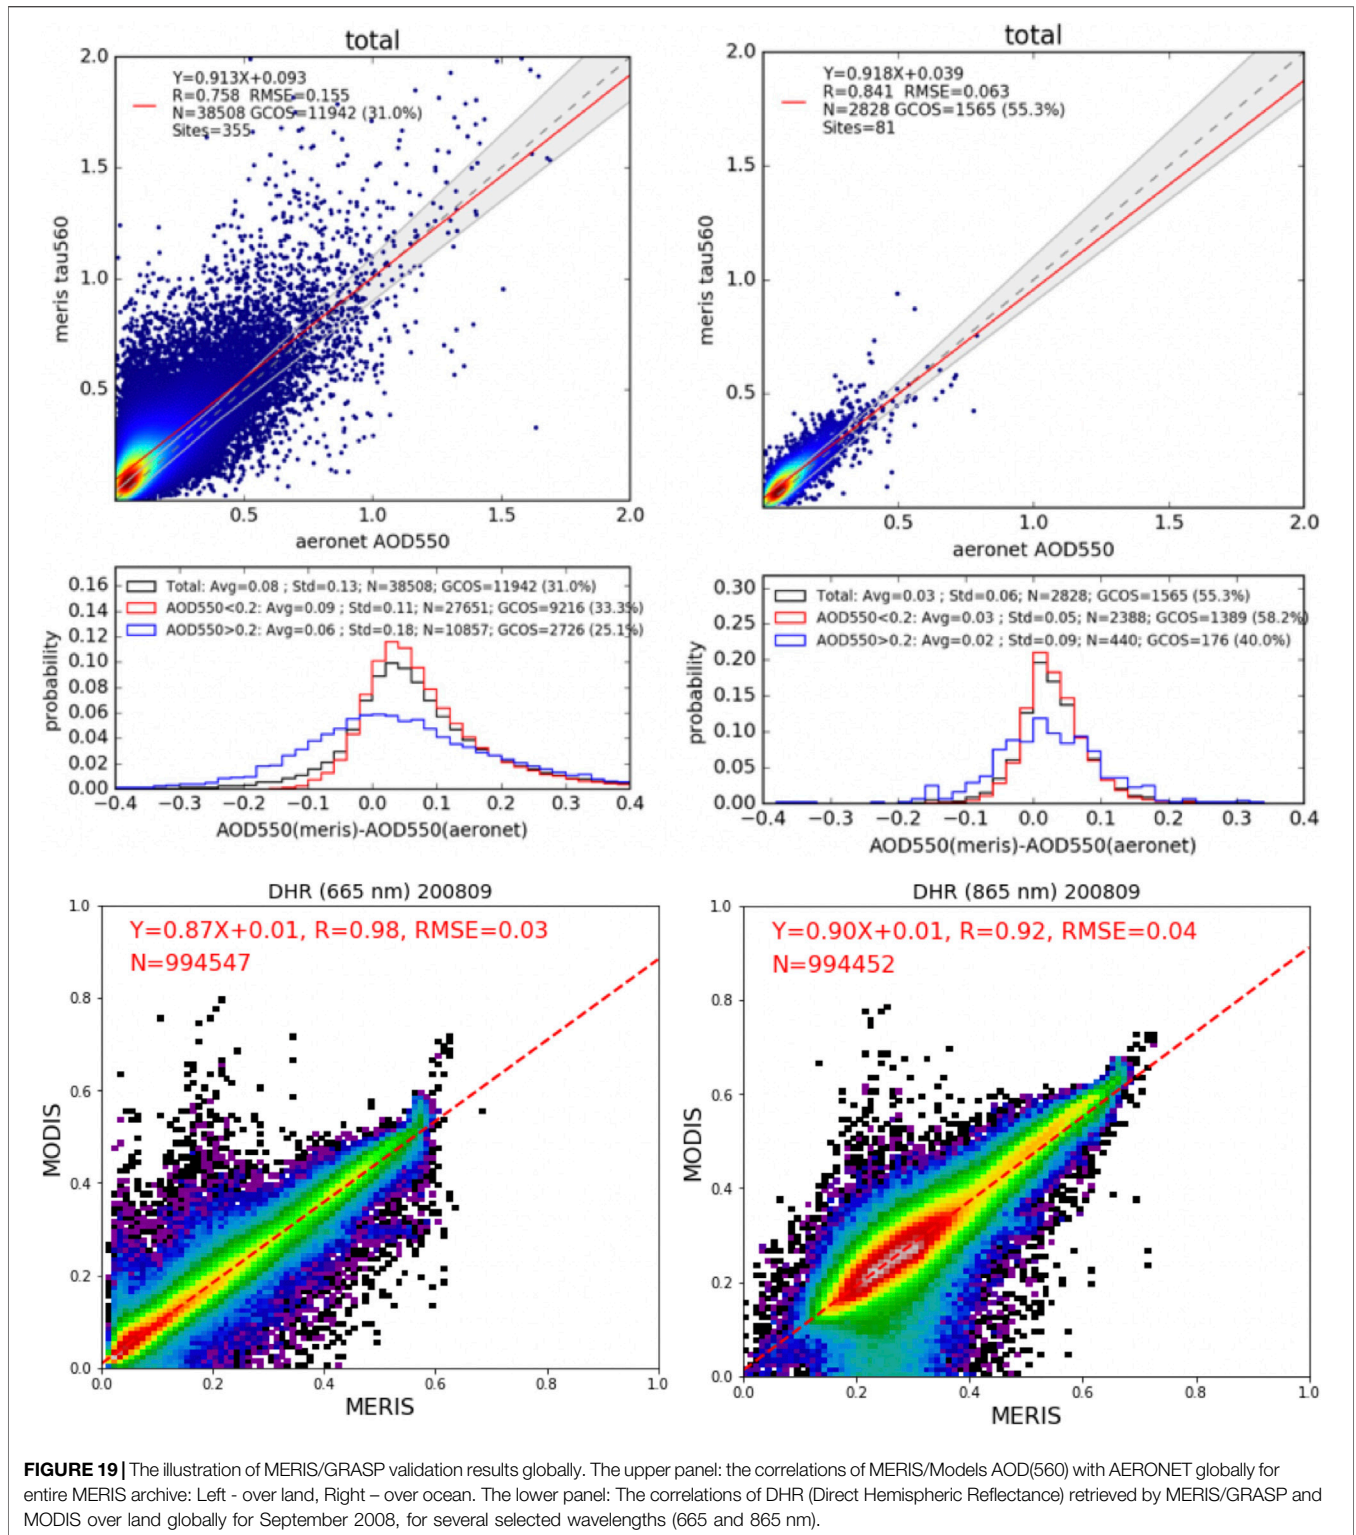 total
2.0
Y=0.913X+0.093
R=0.758 RMSE=0.155
N=38508 GCOS=11942 (31.0%)
Sites=355
1.5
1.0
0.5
meris tau560
0.5 1.0 1.5 2.0
aeronet AOD550
total
2.0
Y=0.918X+0.039
R=0.841 RMSE=0.063
N=2828 GCOS=1565 (55.3%)
Sites=81
1.5
1.0
0.5
meris tau560
0.5 1.0 1.5 2.0
aeronet AOD550
0.16
0.14
0.12
0.10
0.08
0.06
0.04
0.02
0.00
probability
Total: Avg=0.08 ; Std=0.13; N=38508; GCOS=11942 (31.0%)
AOD550<0.2: Avg=0.09 ; Std=0.11; N=27651; GCOS=9216 (33.3%)
AOD550>0.2: Avg=0.06 ; Std=0.18; N=10857; GCOS=2726 (25.1%)
−0.4 −0.3 −0.2 −0.1 0.0 0.1 0.2 0.3 0.4
AOD550(meris)-AOD550(aeronet)
0.30
0.25
0.20
0.15
0.10
0.05
0.00
probability
Total: Avg=0.03 ; Std=0.06; N=2828; GCOS=1565 (55.3%)
AOD550<0.2: Avg=0.03 ; Std=0.05; N=2388; GCOS=1389 (58.2%)
AOD550>0.2: Avg=0.02 ; Std=0.09; N=440; GCOS=176 (40.0%)
−0.4 −0.3 −0.2 −0.1 0.0 0.1 0.2 0.3 0.4
AOD550(meris)-AOD550(aeronet)
DHR (665 nm) 200809
1.0
Y=0.87X+0.01, R=0.98, RMSE=0.03
N=994547
0.8
0.6
0.4
0.2
0.0
MODIS
0.0 0.2 0.4 0.6 0.8 1.0
MERIS
DHR (865 nm) 200809
1.0
Y=0.90X+0.01, R=0.92, RMSE=0.04
N=994452
0.8
0.6
0.4
0.2
0.0
MODIS
0.0 0.2 0.4 0.6 0.8 1.0
MERIS
FIGURE 19 | The illustration of MERIS/GRASP validation results globally. The upper panel: the correlations of MERIS/Models AOD(560) with AERONET globally for
entire MERIS archive: Left - over land, Right – over ocean. The lower panel: The correlations of DHR (Direct Hemispheric Reflectance) retrieved by MERIS/GRASP and
MODIS over land globally for September 2008, for several selected wavelengths (665 and 865 nm).